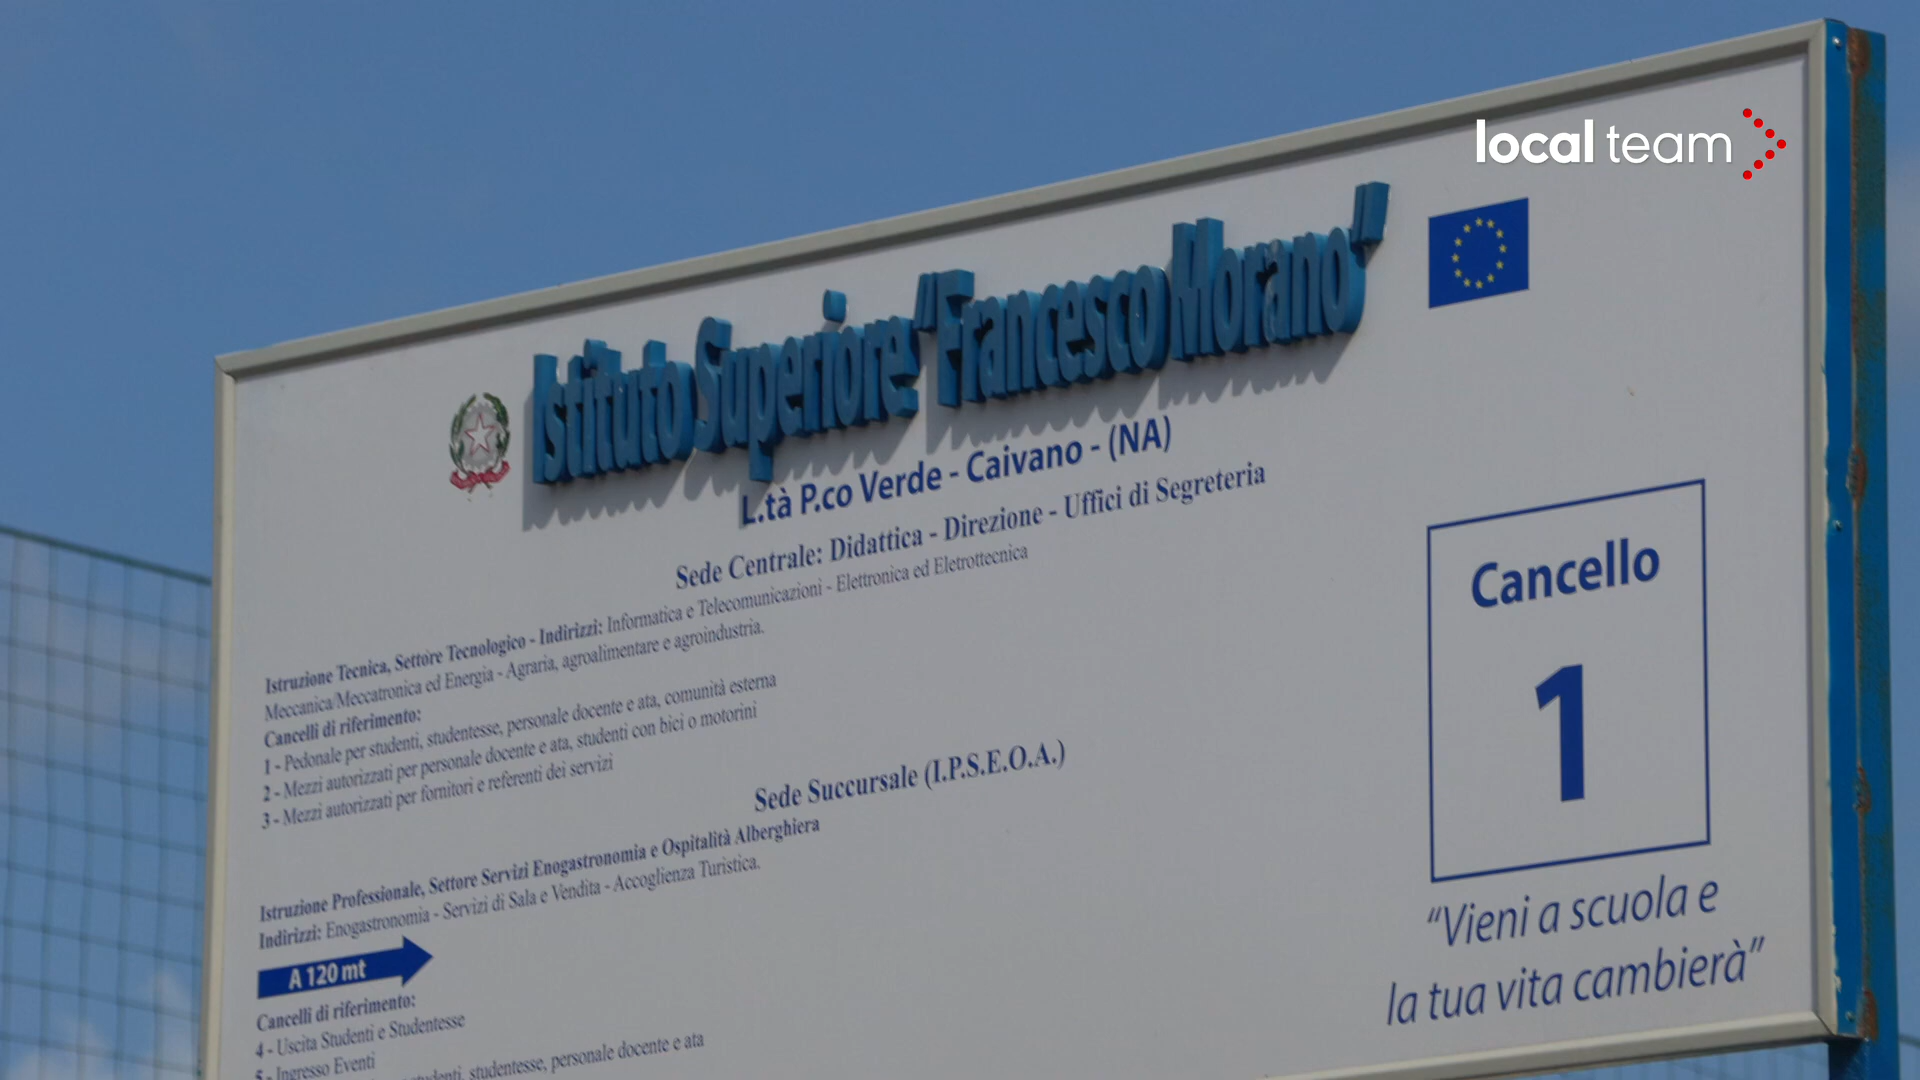 local team
Istituto Superiore "Francesco Morano"
L.tà P.co Verde - Caivano - (NA)
Sede Centrale: Didattica - Direzione - Uffici di Segreteria
Istruzione Tecnica, Settore Tecnologico - Indirizzi: Informatica e Telecomunicazioni - Elettronica ed Eletrottecnica
Meccanica/Meccatronica ed Energia - Agraria, agroalimentare e agroindustria.
Cancelli di riferimento:
1 - Pedonale per studenti, studentesse, personale docente e ata, comunità esterna
2 - Mezzi autorizzati per personale docente e ata, studenti con bici o motorini
3 - Mezzi autorizzati per fornitori e referenti dei servizi
Sede Succursale (I.P.S.E.O.A.)
Istruzione Professionale, Settore Servizi Enogastronomia e Ospitalità Alberghiera
Indirizzi: Enogastronomia - Servizi di Sala e Vendita - Accoglienza Turistica.
A 120 mt
Cancelli di riferimento:
4 - Uscita Studenti e Studentesse
5 - Ingresso Eventi
studentesse, personale docente e ata
Cancello
1
"Vieni a scuola e
la tua vita cambierà"